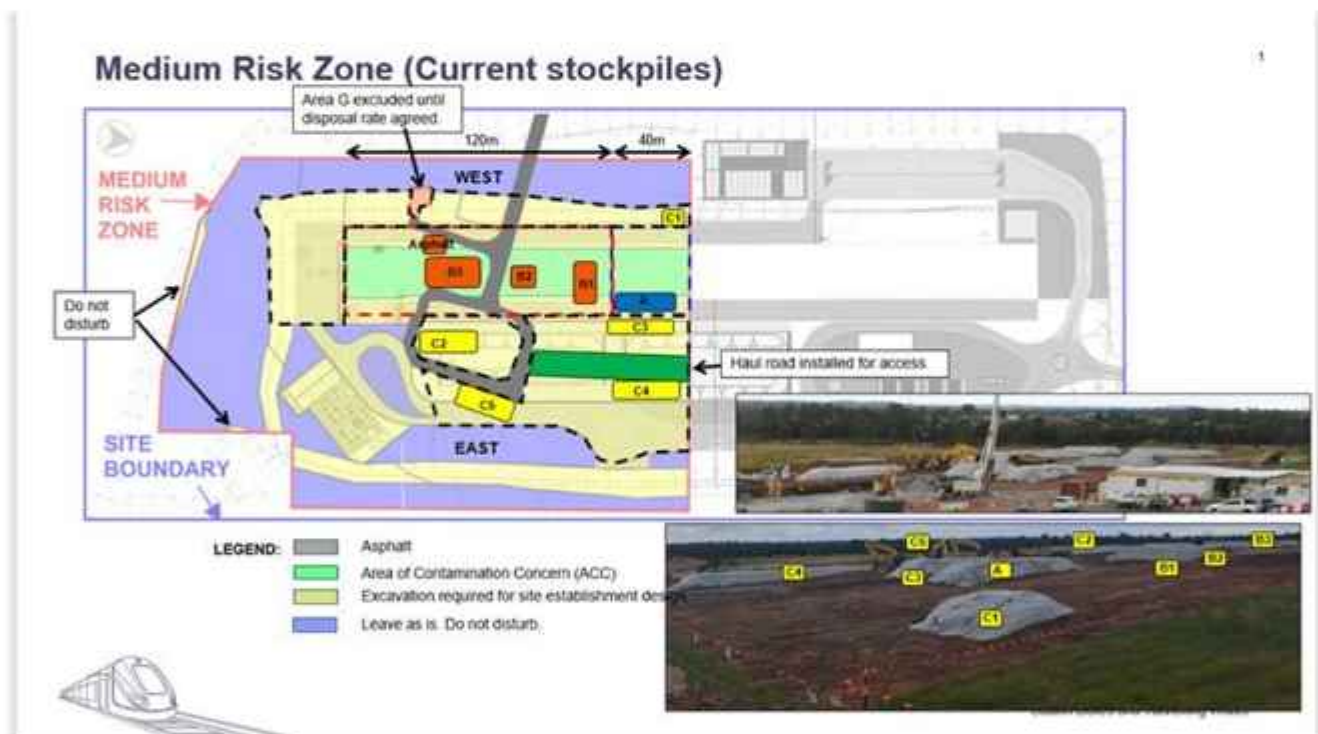 1
Medium Risk Zone (Current stockpiles)
Area G excluded until
disposal rate agreed
120m
40m
WEST
MEDIUM
RISK
ZONE
C1
Asphalt
B1
B2
B1
A
C3
C2
Do not
disturb
Haul road installed for access
C4
C5
EAST
SITE
BOUNDARY
LEGEND:
Asphalt
Area of Contamination Concern (ACC)
Excavation required for site establishment design
Leave as is. Do not disturb.
C5
C2
B3
C4
C3
A
B1
B2
C1